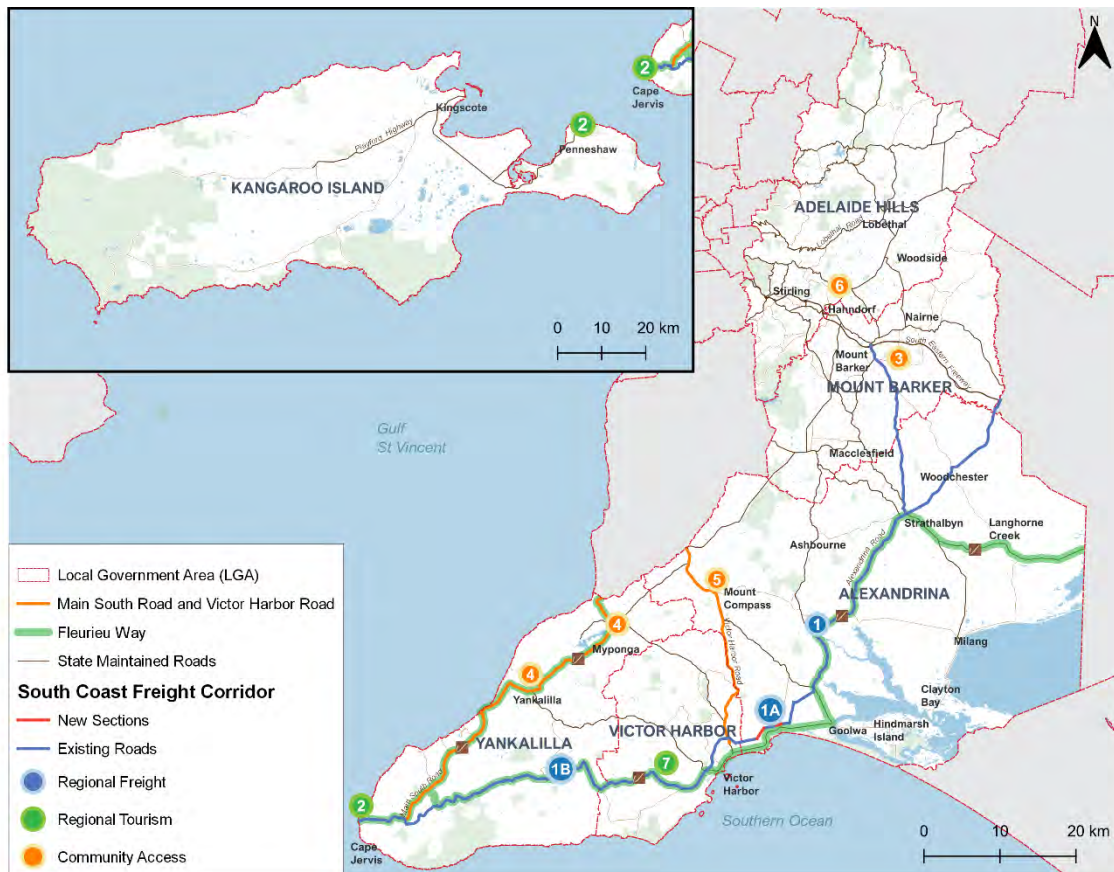 2
Cape
Jervis
Kingscote
Playford Highway
2
Penneshaw
KANGAROO ISLAND
0 10 20 km
N
ADELAIDE HILLS
Lobethal Road
Lobethal
Woodside
6
Stirling
Hahndorf
Nairne
South Eastern Freeway
Mount
Barker
3
MOUNT BARKER
Gulf
St Vincent
Macclesfield
Woodchester
Strathalbyn
Langhorne
Creek
Ashbourne
Alexandrina Road
5
Mount
Compass
ALEXANDRINA
1
4
Myponga
Milang
Victor Harbor Road
4
Yankalilla
Clayton
Bay
1A
Goolwa
Hindmarsh
Island
YANKALILLA
VICTOR HARBOR
1B
7
Victor
Harbor
Main South Road
2
Cape
Jervis
Southern Ocean
0 10 20 km
Local Government Area (LGA)
Main South Road and Victor Harbor Road
Fleurieu Way
State Maintained Roads
South Coast Freight Corridor
New Sections
Existing Roads
Regional Freight
Regional Tourism
Community Access